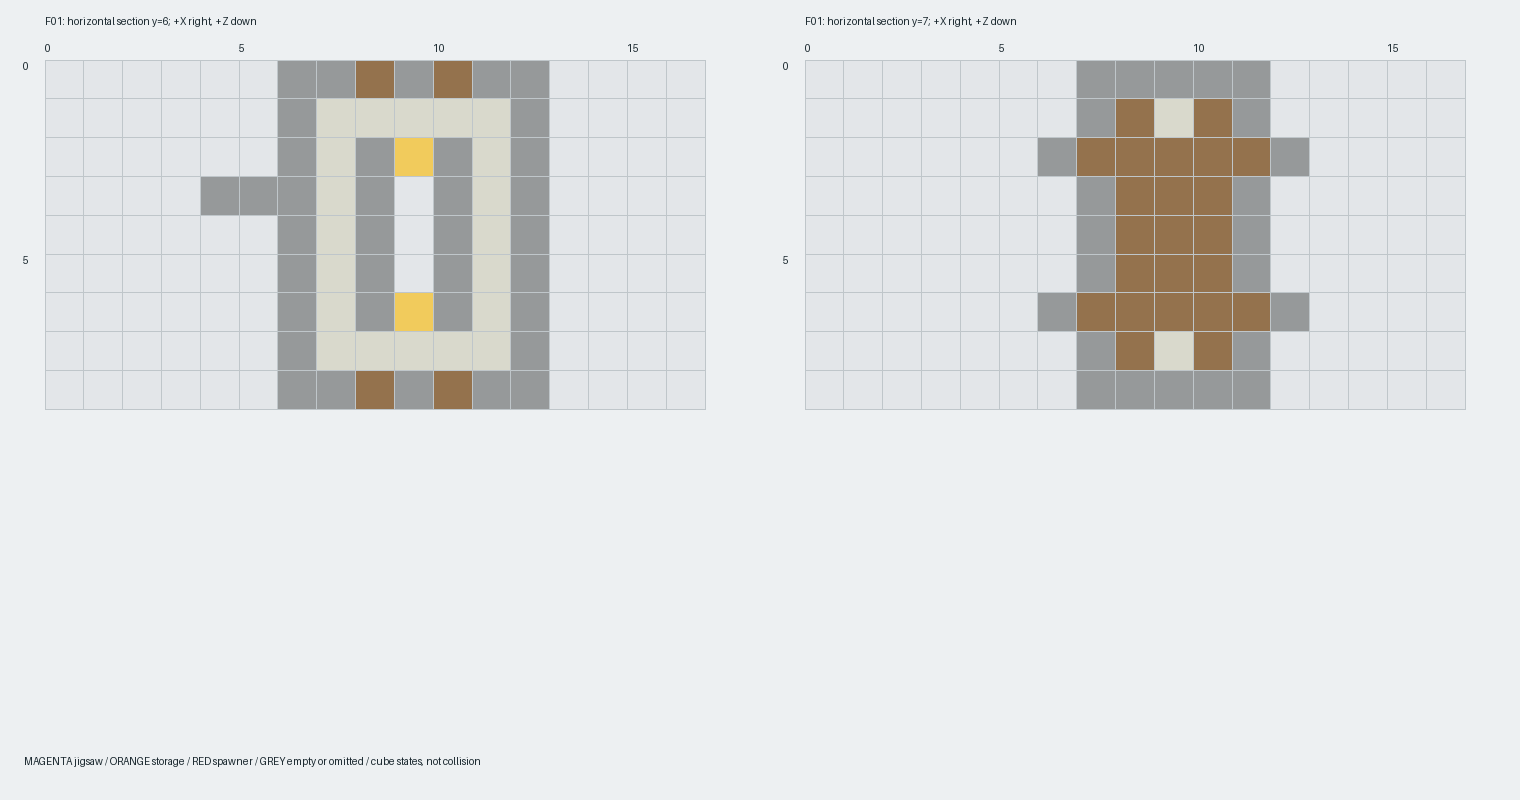 F01: horizontal section y=6; +X right, +Z down
0 5 10 15
0
5
F01: horizontal section y=7; +X right, +Z down
0 5 10 15
0
5
MAGENTA jigsaw / ORANGE storage / RED spawner / GREY empty or omitted / cube states, not collision